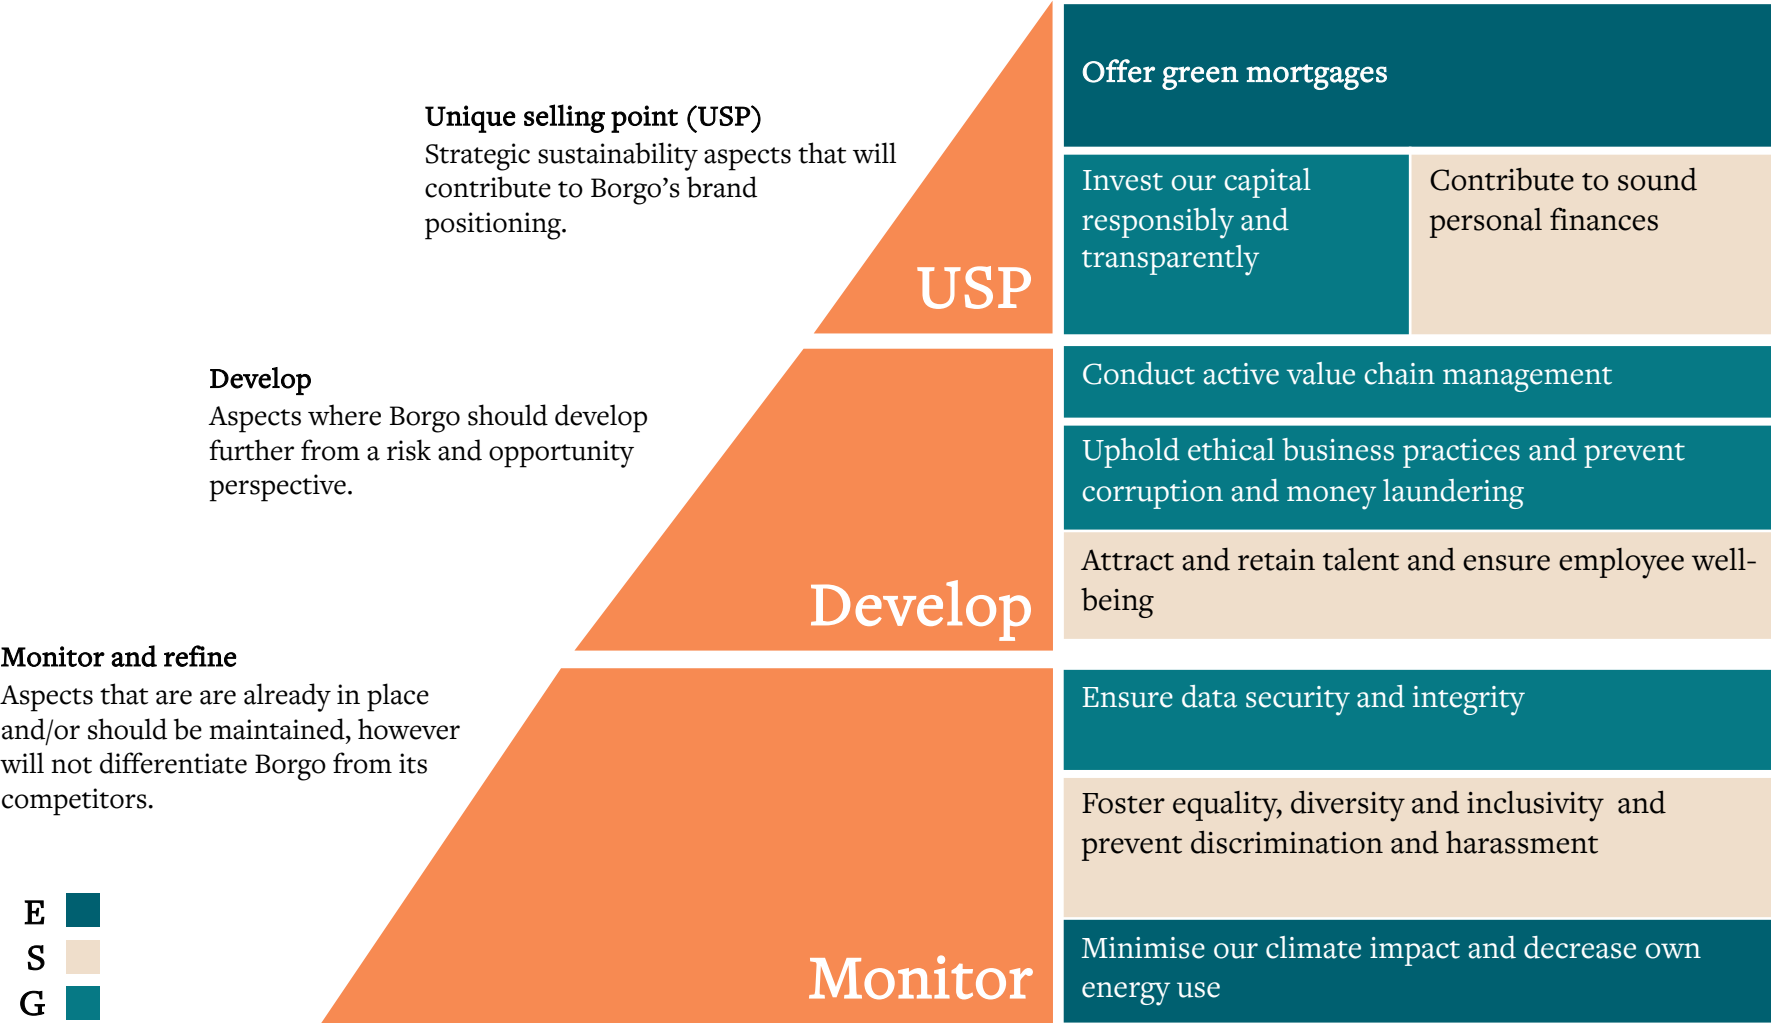 Offer green mortgages
Unique selling point (USP)
Strategic sustainability aspects that will
contribute to Borgo's brand
positioning.
Invest our capital
responsibly and
transparently
Contribute to sound
personal finances
USP
Develop
Aspects where Borgo should develop
further from a risk and opportunity
perspective.
Conduct active value chain management
Uphold ethical business practices and prevent
corruption and money laundering
Attract and retain talent and ensure employee well-
being
Develop
Monitor and refine
Aspects that are are already in place
and/or should be maintained, however
will not differentiate Borgo from its
competitors.
Ensure data security and integrity
Foster equality, diversity and inclusivity  and
prevent discrimination and harassment
Minimise our climate impact and decrease own
energy use
Monitor
E
S
G